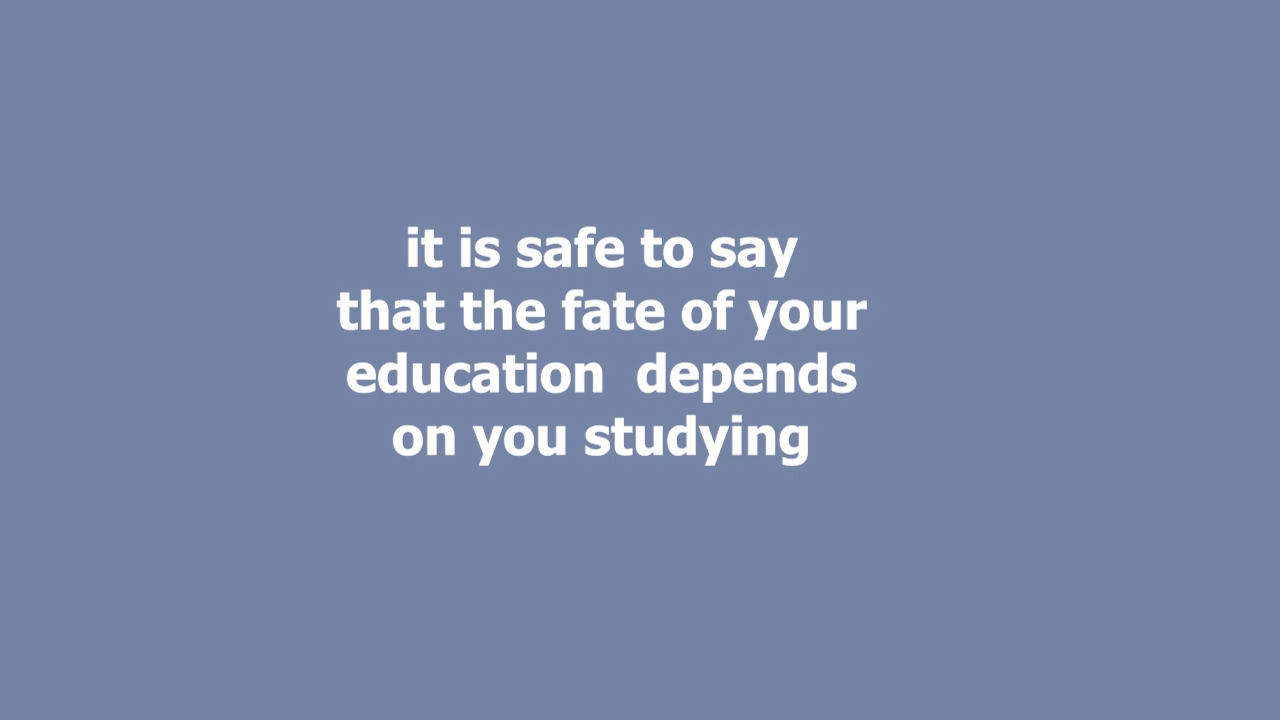 it is safe to say
that the fate of your
education  depends
on you studying